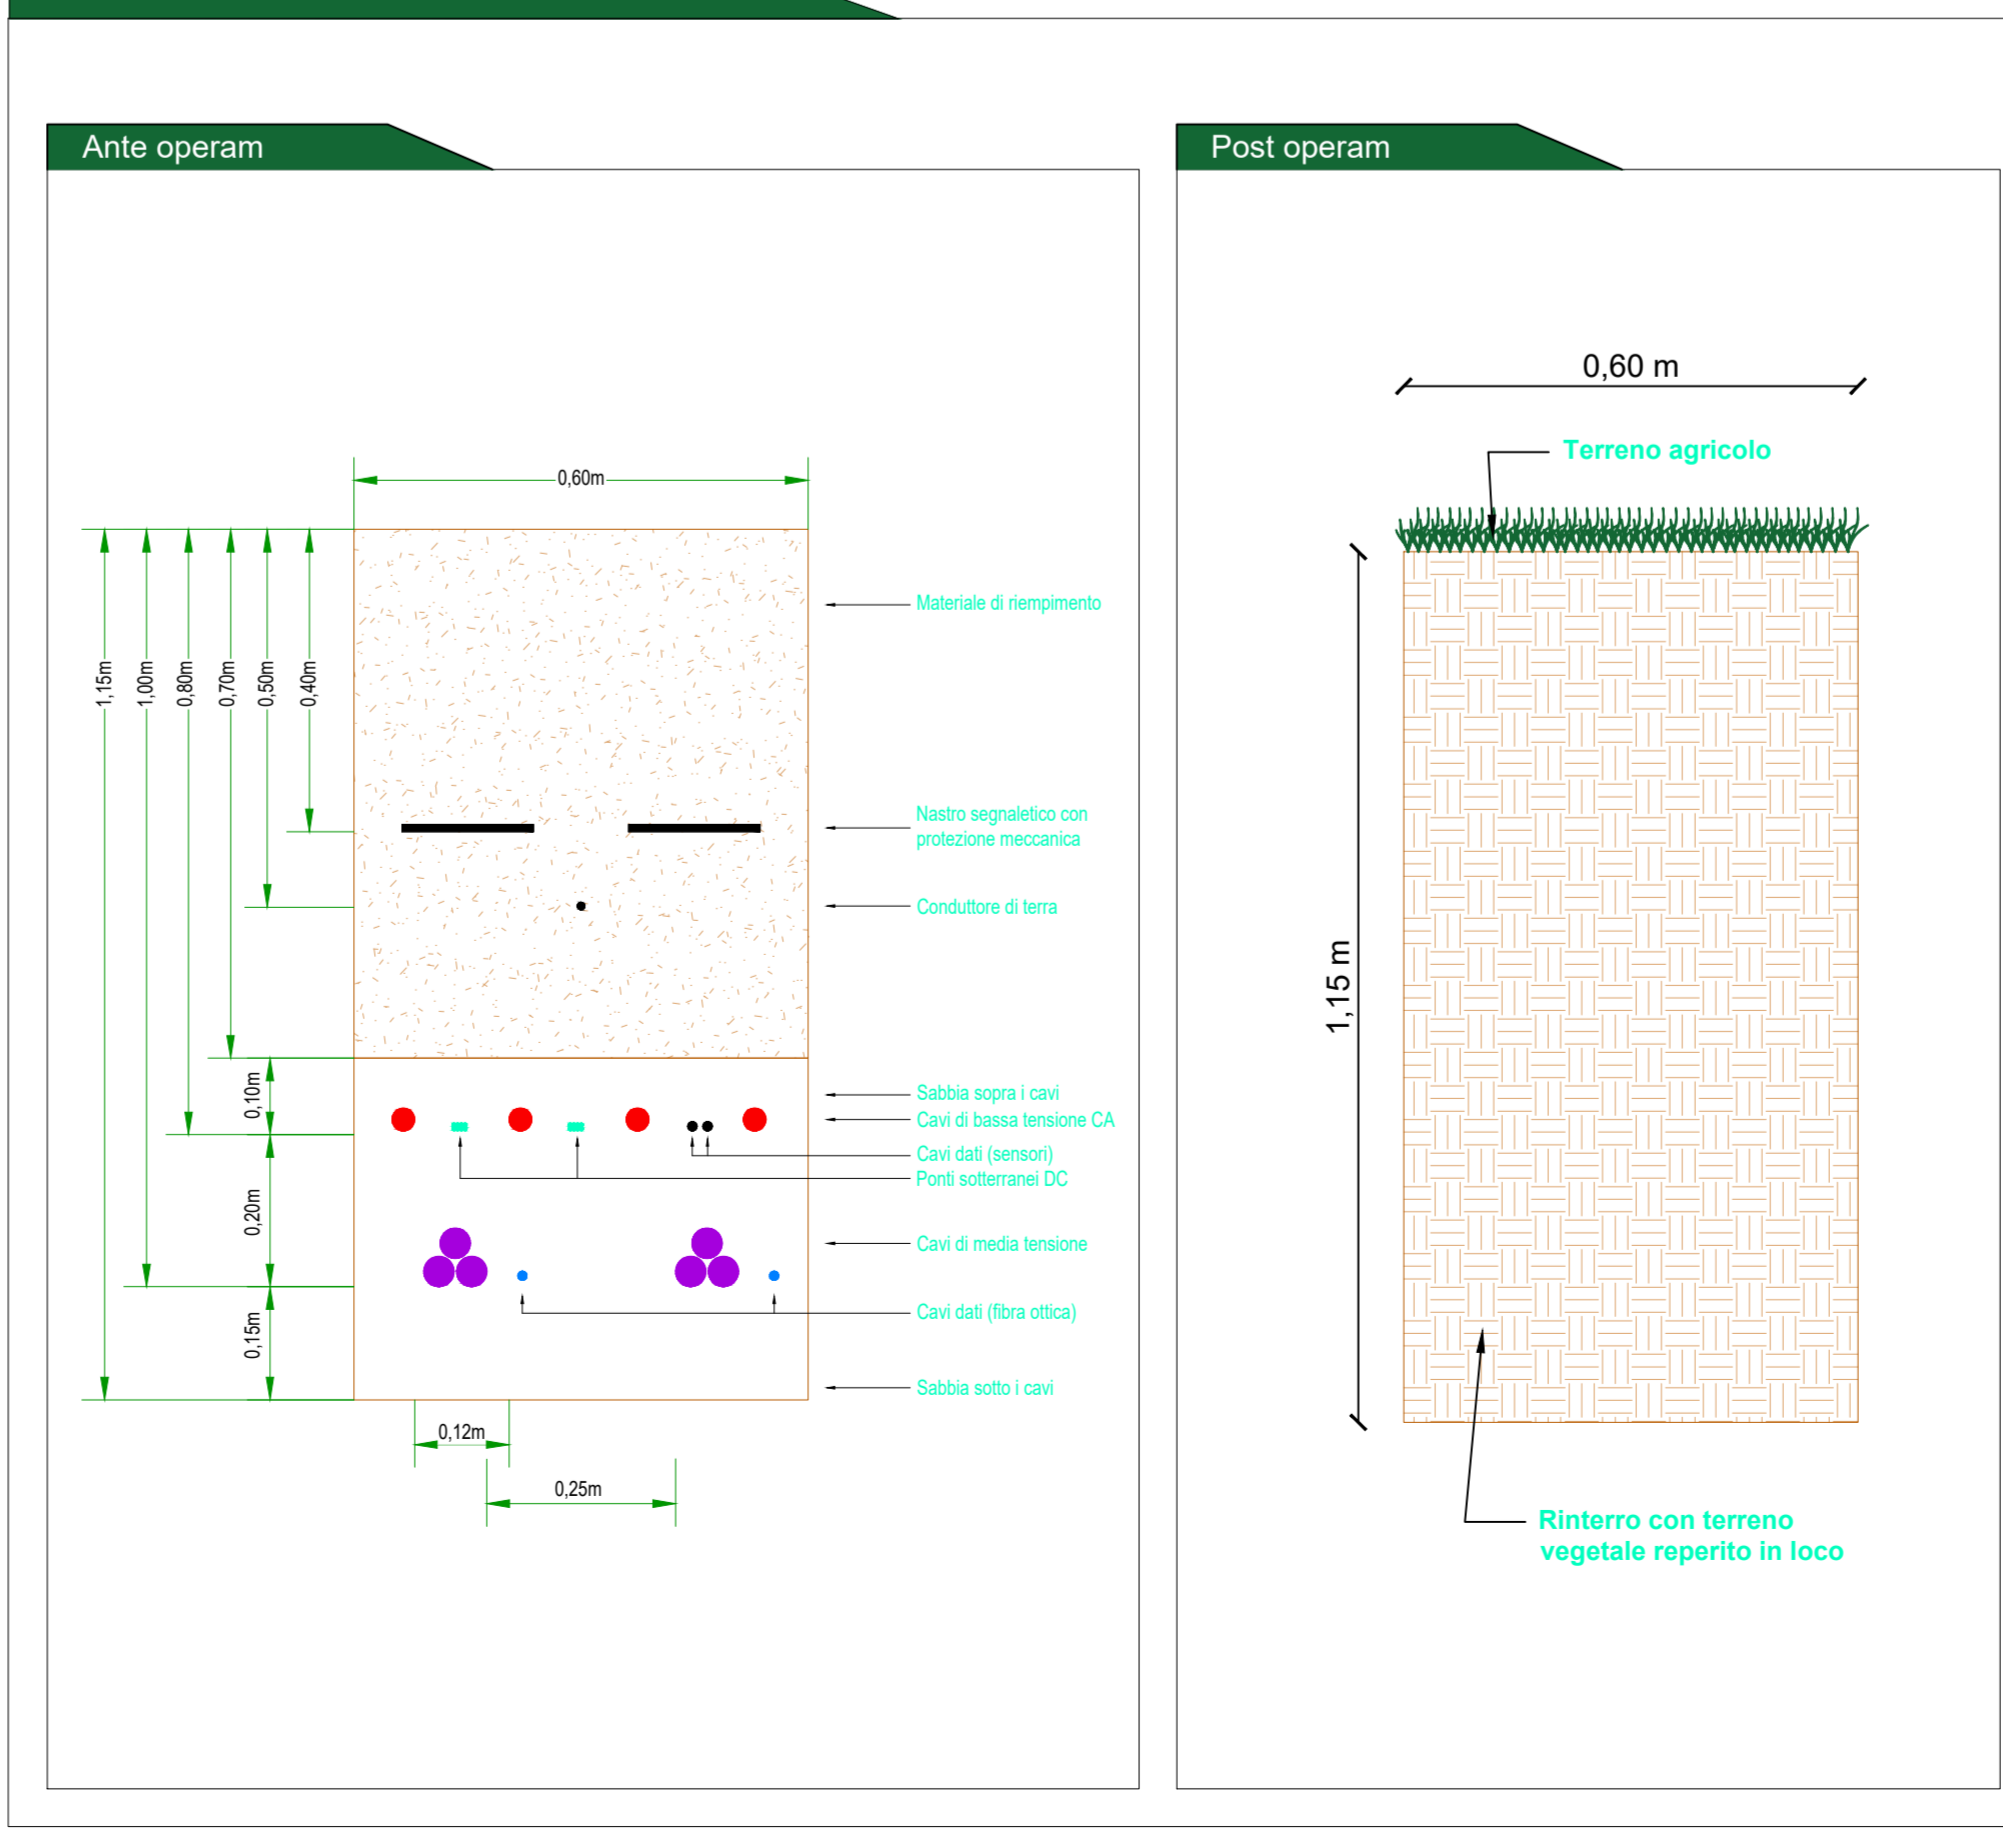 Ante operam
Post operam
0,60 m
Terreno agricolo
0,60m
Materiale di riempimento
1,15m
1,00m
0,80m
0,70m
0,50m
0,40m
Nastro segnaletico con
protezione meccanica
Conduttore di terra
1,15 m
0,10m
Sabbia sopra i cavi
Cavi di bassa tensione CA
Cavi dati (sensori)
Ponti sotterranei DC
0,20m
Cavi di media tensione
Cavi dati (fibra ottica)
0,15m
Sabbia sotto i cavi
0,12m
0,25m
Rinterro con terreno
vegetale reperito in loco